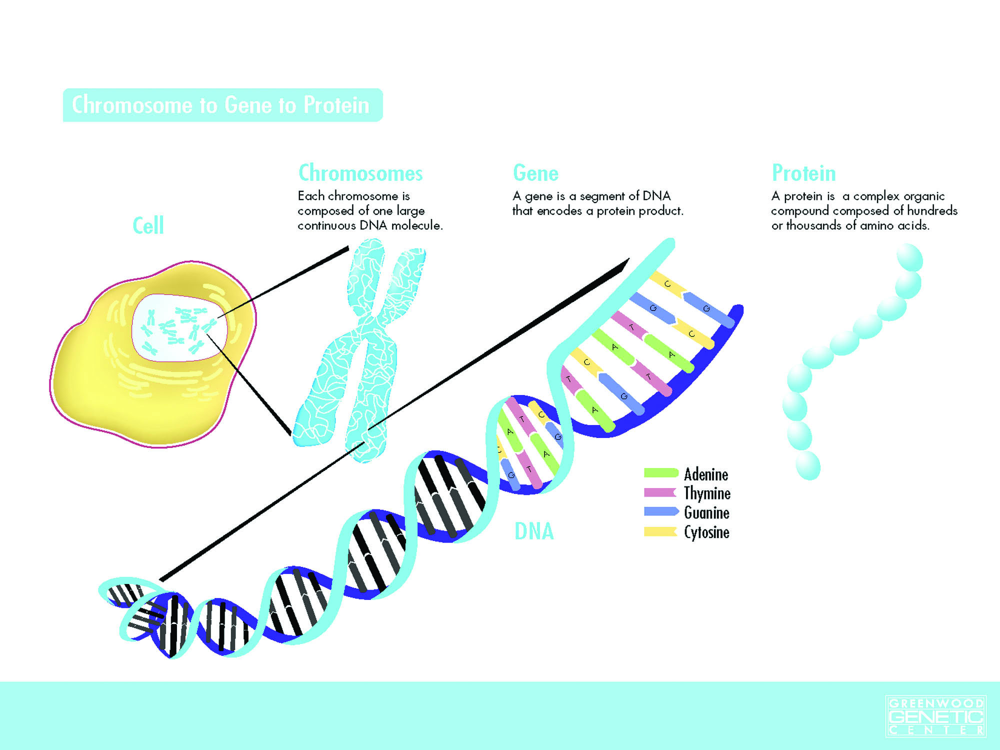 Chromosome to Gene to Protein
Cell
Chromosomes
Each chromosome is
composed of one large
continuous DNA molecule.
Gene
A gene is a segment of DNA
that encodes a protein product.
Protein
A protein is  a complex organic
compound composed of hundreds
or thousands of amino acids.
C G
G C
T A
A T
C G
T A
C G
A T
T A
C G
DNA
Adenine
Thymine
Guanine
Cytosine
GREENWOOD
GENETIC
CENTER